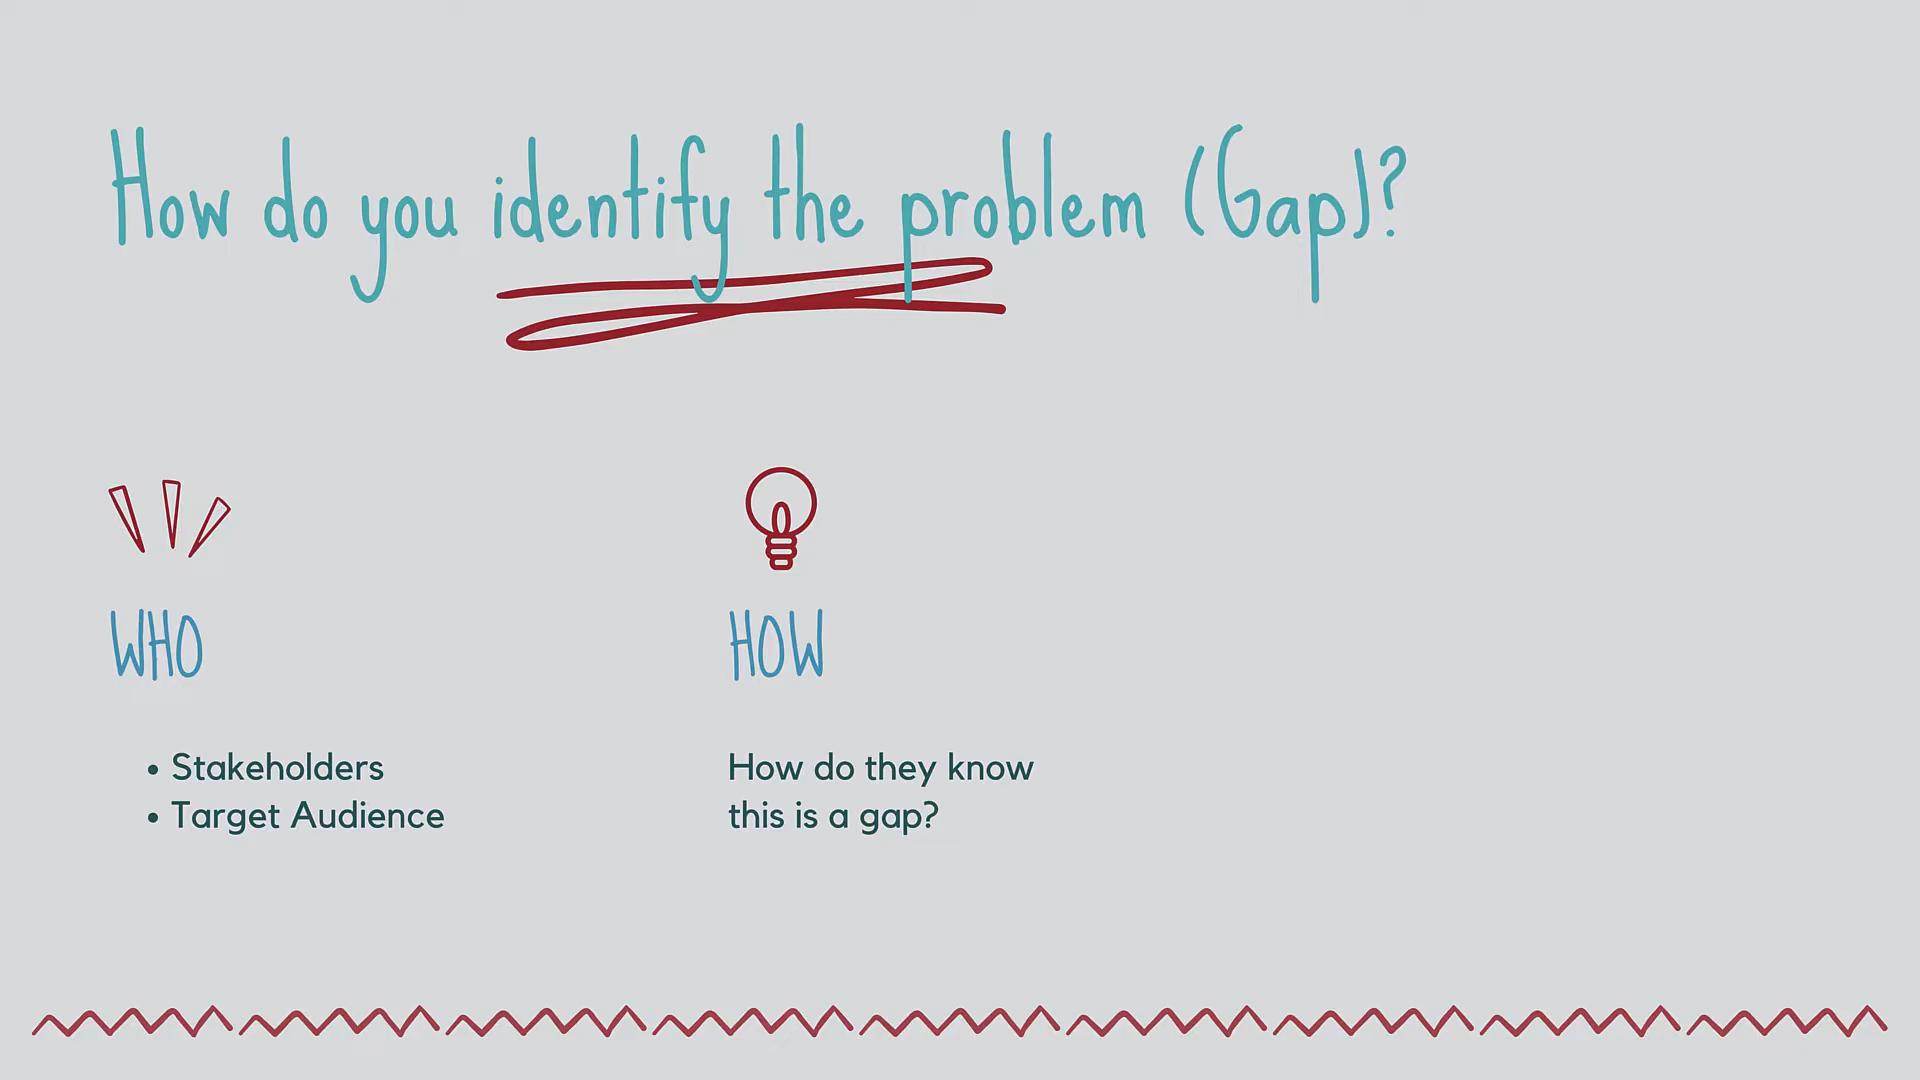 How do you identify the problem (Gap)?
WHO
• Stakeholders
• Target Audience
HOW
How do they know
this is a gap?